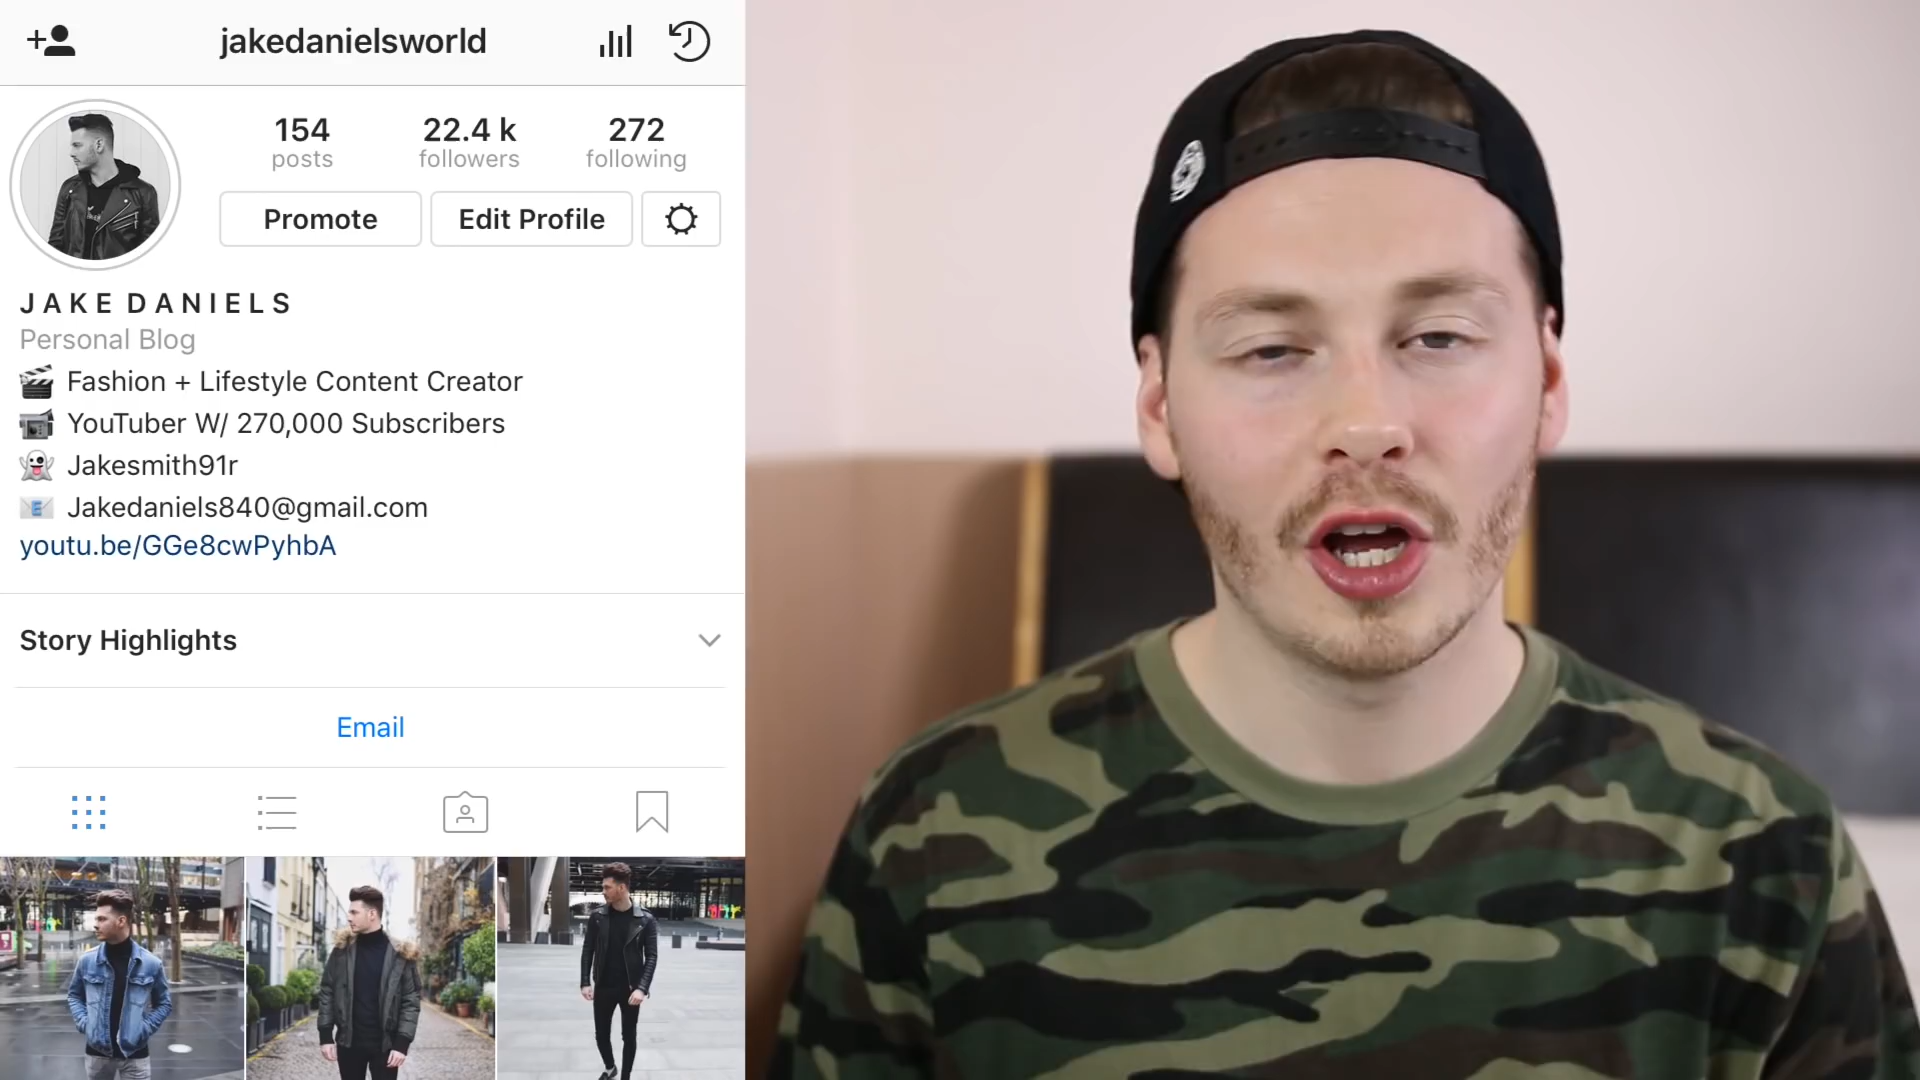 jakedanielsworld
154 22.4 k 272
posts followers following
Promote Edit Profile
JAKE DANIELS
Personal Blog
Fashion + Lifestyle Content Creator
YouTuber W/ 270,000 Subscribers
Jakesmith91r
Jakedaniels840@gmail.com
youtu.be/GGe8cwPyhbA
Story Highlights
Email